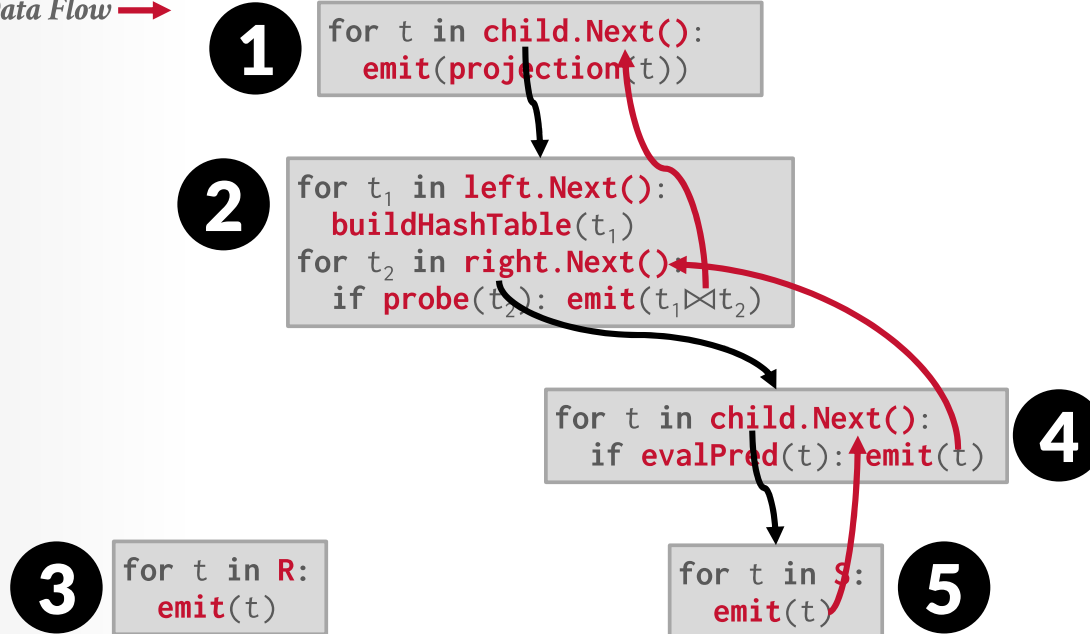 ata Flow
1
for t in child.Next():
emit(projection(t))
2
for t₁ in left.Next():
buildHashTable(t₁)
for t₂ in right.Next():
if probe(t₂): emit(t₁⋈t₂)
4
for t in child.Next():
if evalPred(t): emit(t)
3
for t in R:
emit(t)
5
for t in S:
emit(t)